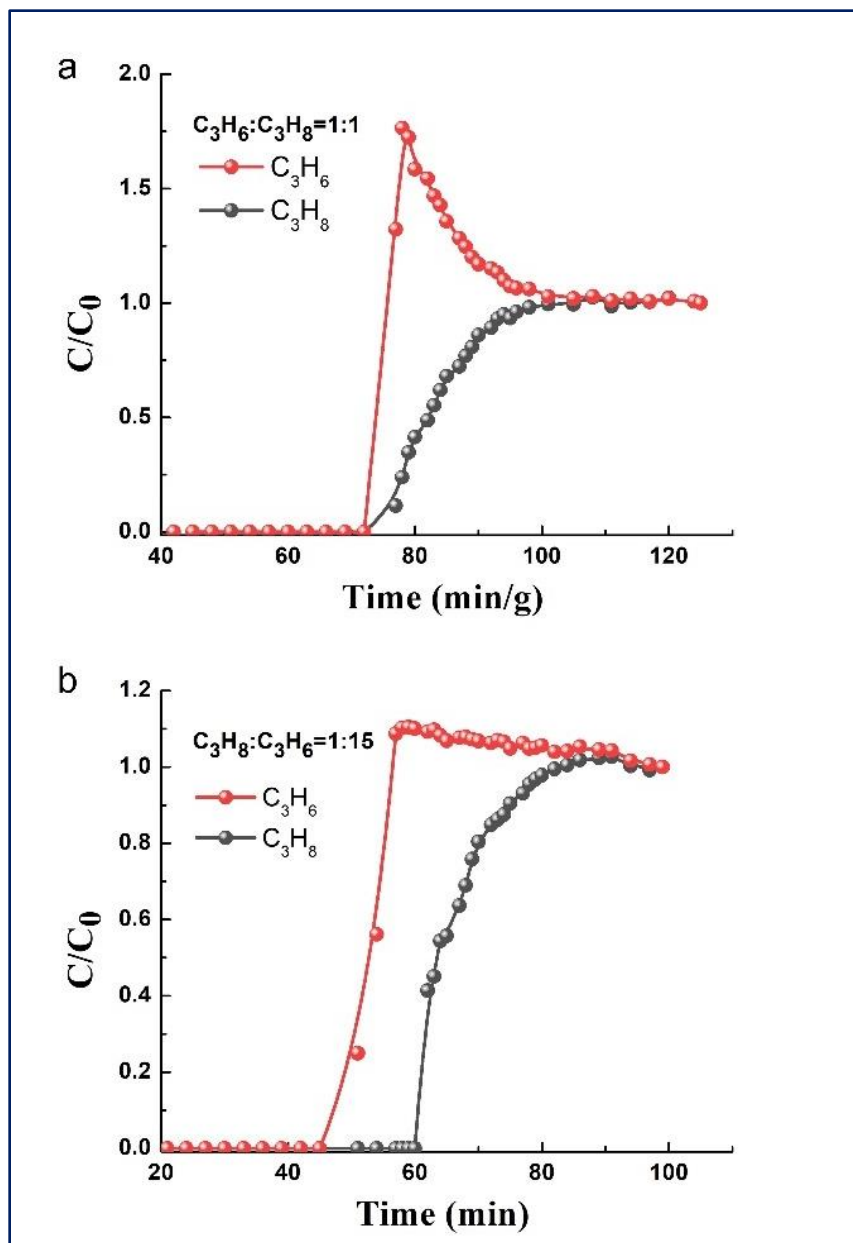 a
2.0
C₃H₆:C₃H₈=1:1
C₃H₆
C₃H₈
1.5
1.0
0.5
0.0
C/C₀
40 60 80 100 120
Time (min/g)
b
1.2
C₃H₈:C₃H₆=1:15
C₃H₆
C₃H₈
1.0
0.8
0.6
0.4
0.2
0.0
C/C₀
20 40 60 80 100
Time (min)